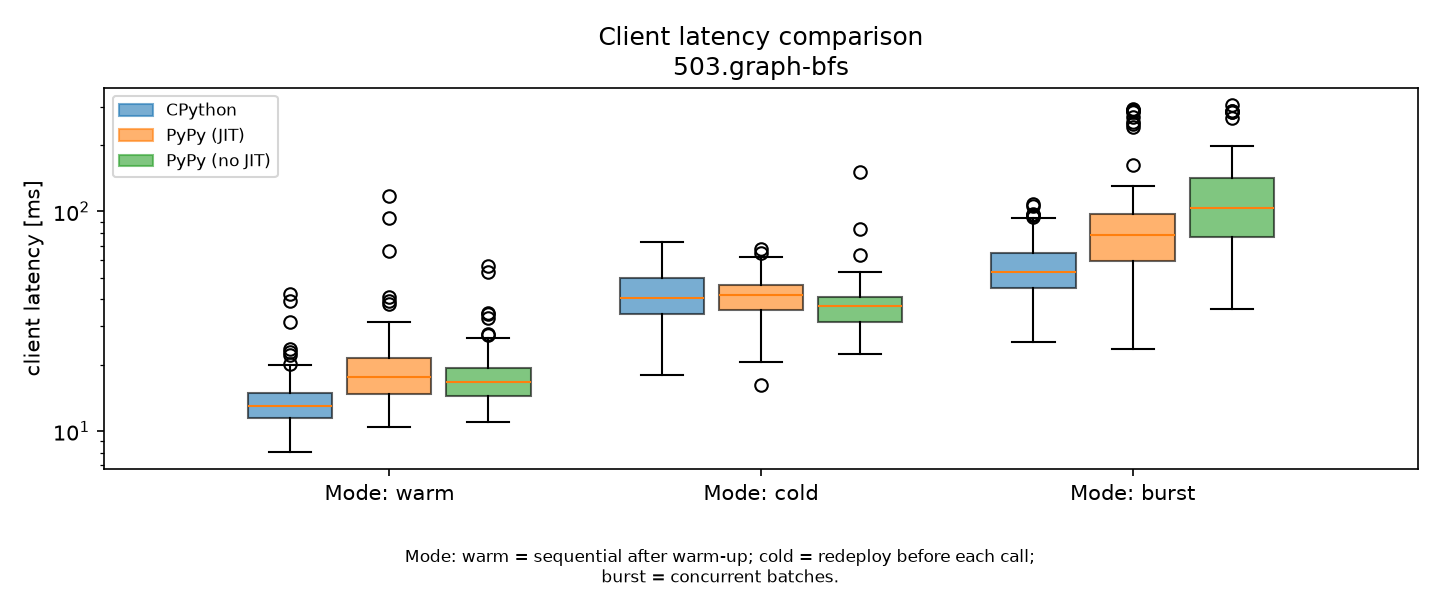 Client latency comparison
503.graph-bfs
CPython
PyPy (JIT)
PyPy (no JIT)
client latency [ms]
10²
10¹
Mode: warm
Mode: cold
Mode: burst
Mode: warm = sequential after warm-up; cold = redeploy before each call;
burst = concurrent batches.